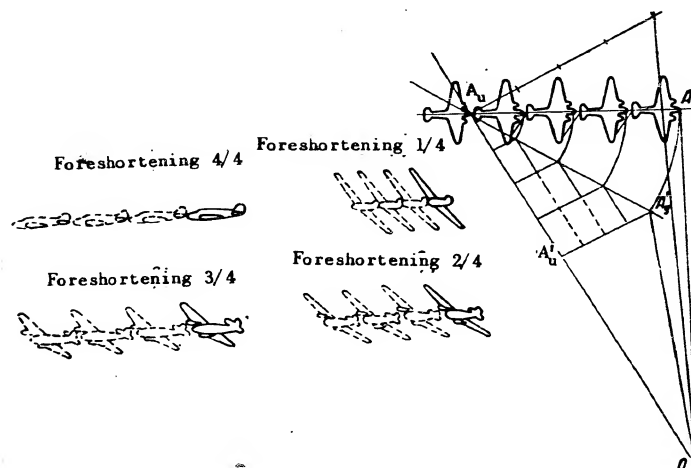 A_u
A
Foreshortening 1/4
Foreshortening 4/4
A'_u
Foreshortening 2/4
Foreshortening 3/4